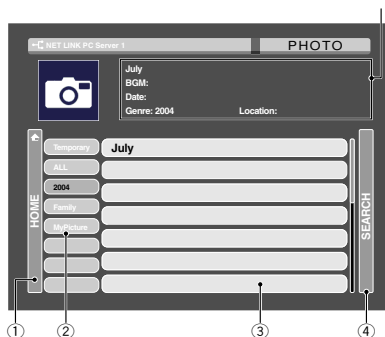 NET LINK PC Server 1
PHOTO
July
BGM:
Date:
Genre: 2004 Location:
HOME
Temporary
ALL
2004
Family
MyPicture
July
SEARCH
① ② ③ ④